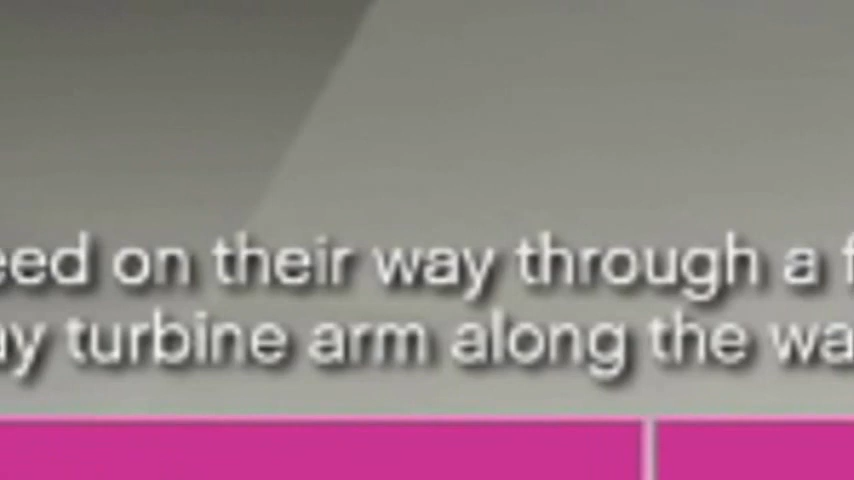 eed on their way through a f
ay turbine arm along the wa